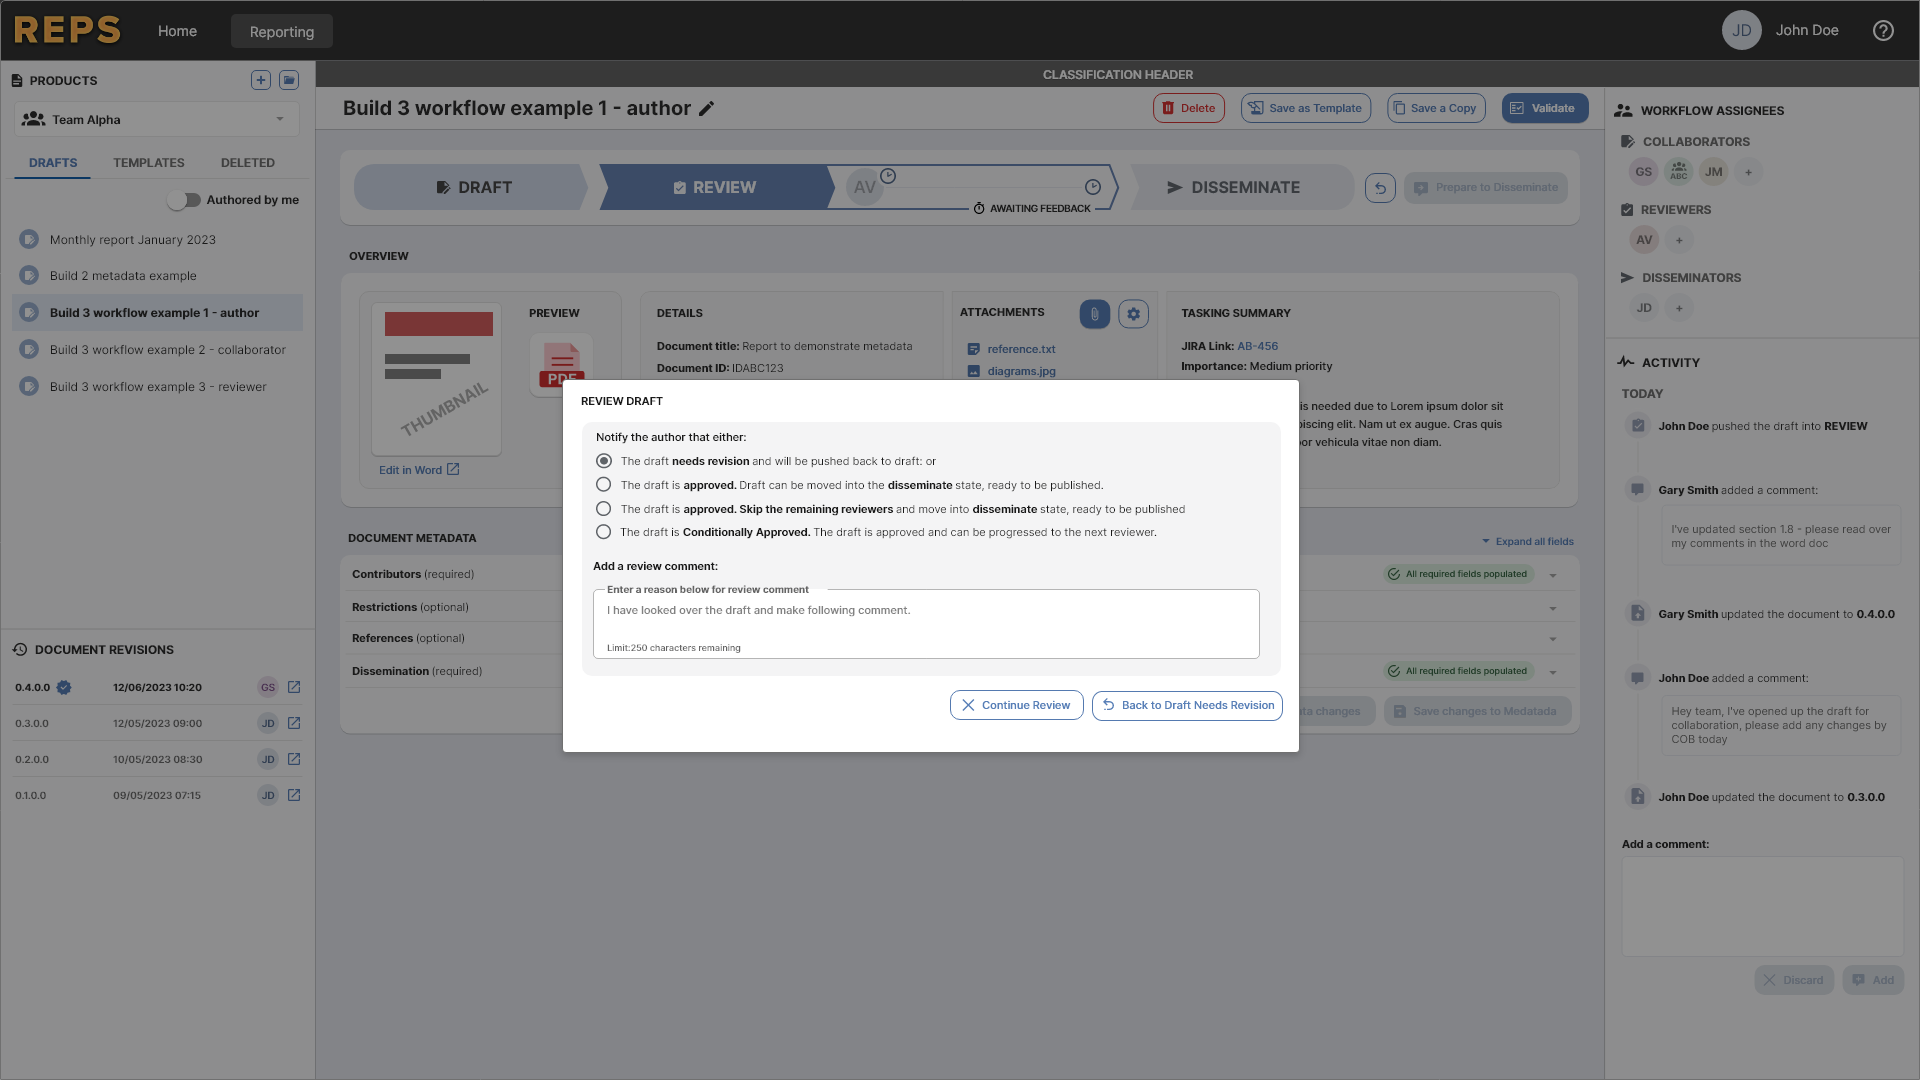 REPS
Home
Reporting
JD
John Doe
PRODUCTS
Team Alpha
DRAFTS
TEMPLATES
DELETED
Authored by me
Monthly report January 2023
Build 2 metadata example
Build 3 workflow example 1 - author
Build 3 workflow example 2 - collaborator
Build 3 workflow example 3 - reviewer
DOCUMENT REVISIONS
0.4.0.0 12/06/2023 10:20 GS
0.3.0.0 12/05/2023 09:00 JD
0.2.0.0 10/05/2023 08:30 JD
0.1.0.0 09/05/2023 07:15 JD
CLASSIFICATION HEADER
Build 3 workflow example 1 - author
Delete
Save as Template
Save a Copy
Validate
DRAFT
REVIEW
AV
AWAITING FEEDBACK
DISSEMINATE
Prepare to Disseminate
OVERVIEW
THUMBNAIL
Edit in Word
PREVIEW
PDF
DETAILS
Document title: Report to demonstrate metadata
Document ID: IDABC123
ATTACHMENTS
reference.txt
diagrams.jpg
TASKING SUMMARY
JIRA Link: AB-456
Importance: Medium priority
is needed due to Lorem ipsum dolor sit
piscing elit. Nam ut ex augue. Cras quis
or vehicula vitae non diam.
REVIEW DRAFT
Notify the author that either:
The draft needs revision and will be pushed back to draft: or
The draft is approved. Draft can be moved into the disseminate state, ready to be published.
The draft is approved. Skip the remaining reviewers and move into disseminate state, ready to be published
The draft is Conditionally Approved. The draft is approved and can be progressed to the next reviewer.
Add a review comment:
Enter a reason below for review comment
I have looked over the draft and make following comment.
Limit:250 characters remaining
Continue Review
Back to Draft Needs Revision
DOCUMENT METADATA
Expand all fields
Contributors (required)
All required fields populated
Restrictions (optional)
References (optional)
Dissemination (required)
All required fields populated
changes
Save changes to Medatada
WORKFLOW ASSIGNEES
COLLABORATORS
GS
ABC
JM
+
REVIEWERS
AV
+
DISSEMINATORS
JD
+
ACTIVITY
TODAY
John Doe pushed the draft into REVIEW
Gary Smith added a comment:
I've updated section 1.8 - please read over
my comments in the word doc
Gary Smith updated the document to 0.4.0.0
John Doe added a comment:
Hey team, I've opened up the draft for
collaboration, please add any changes by
COB today
John Doe updated the document to 0.3.0.0
Add a comment:
Discard
Add